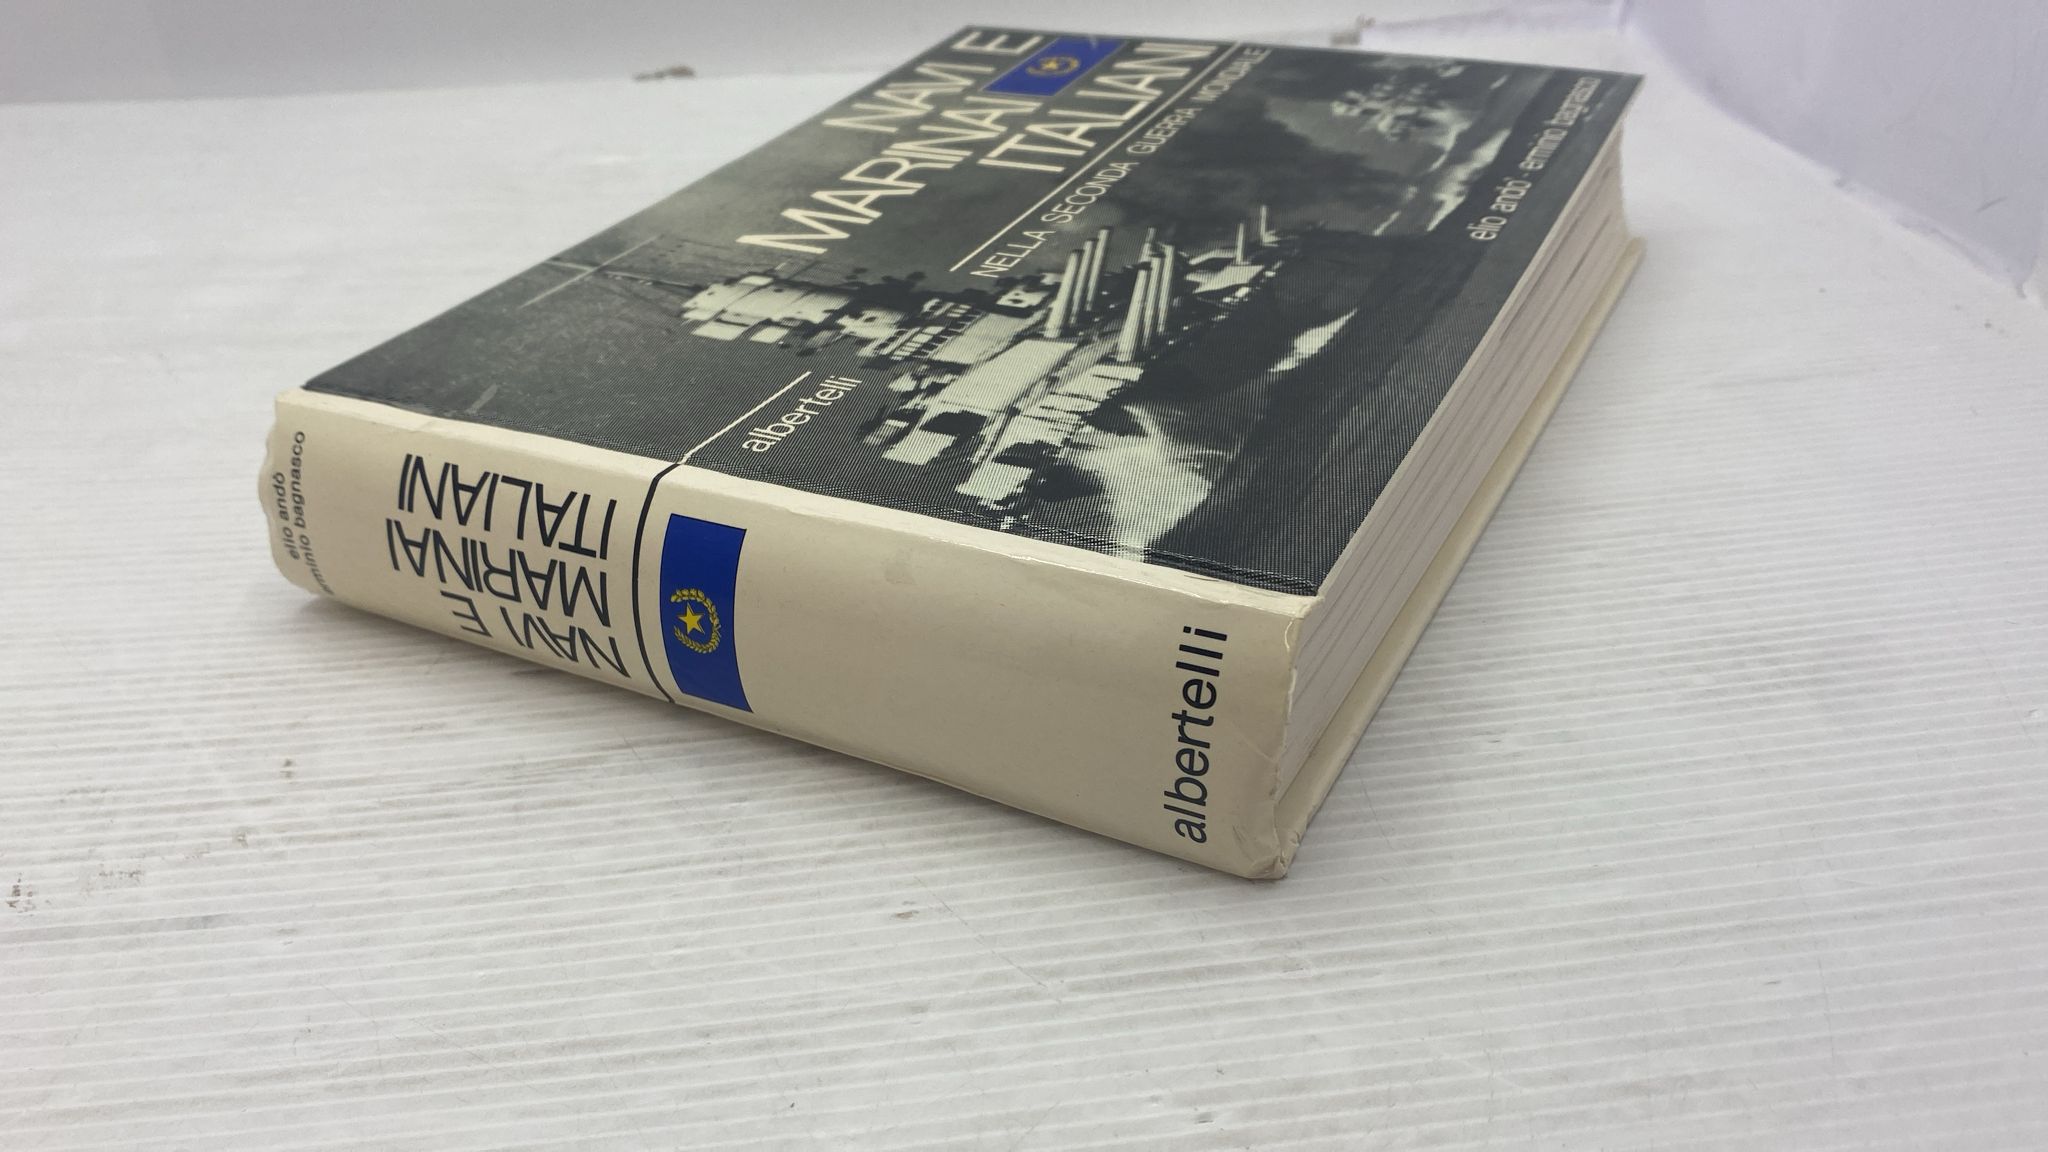 NAVI E
MARINAI
ITALIANI
NELLA SECONDA GUERRA MONDIALE
elio ando' - erminio bagnasco
albertelli
elio andò
erminio bagnasco
NAVI E
MARINAI
ITALIANI
albertelli